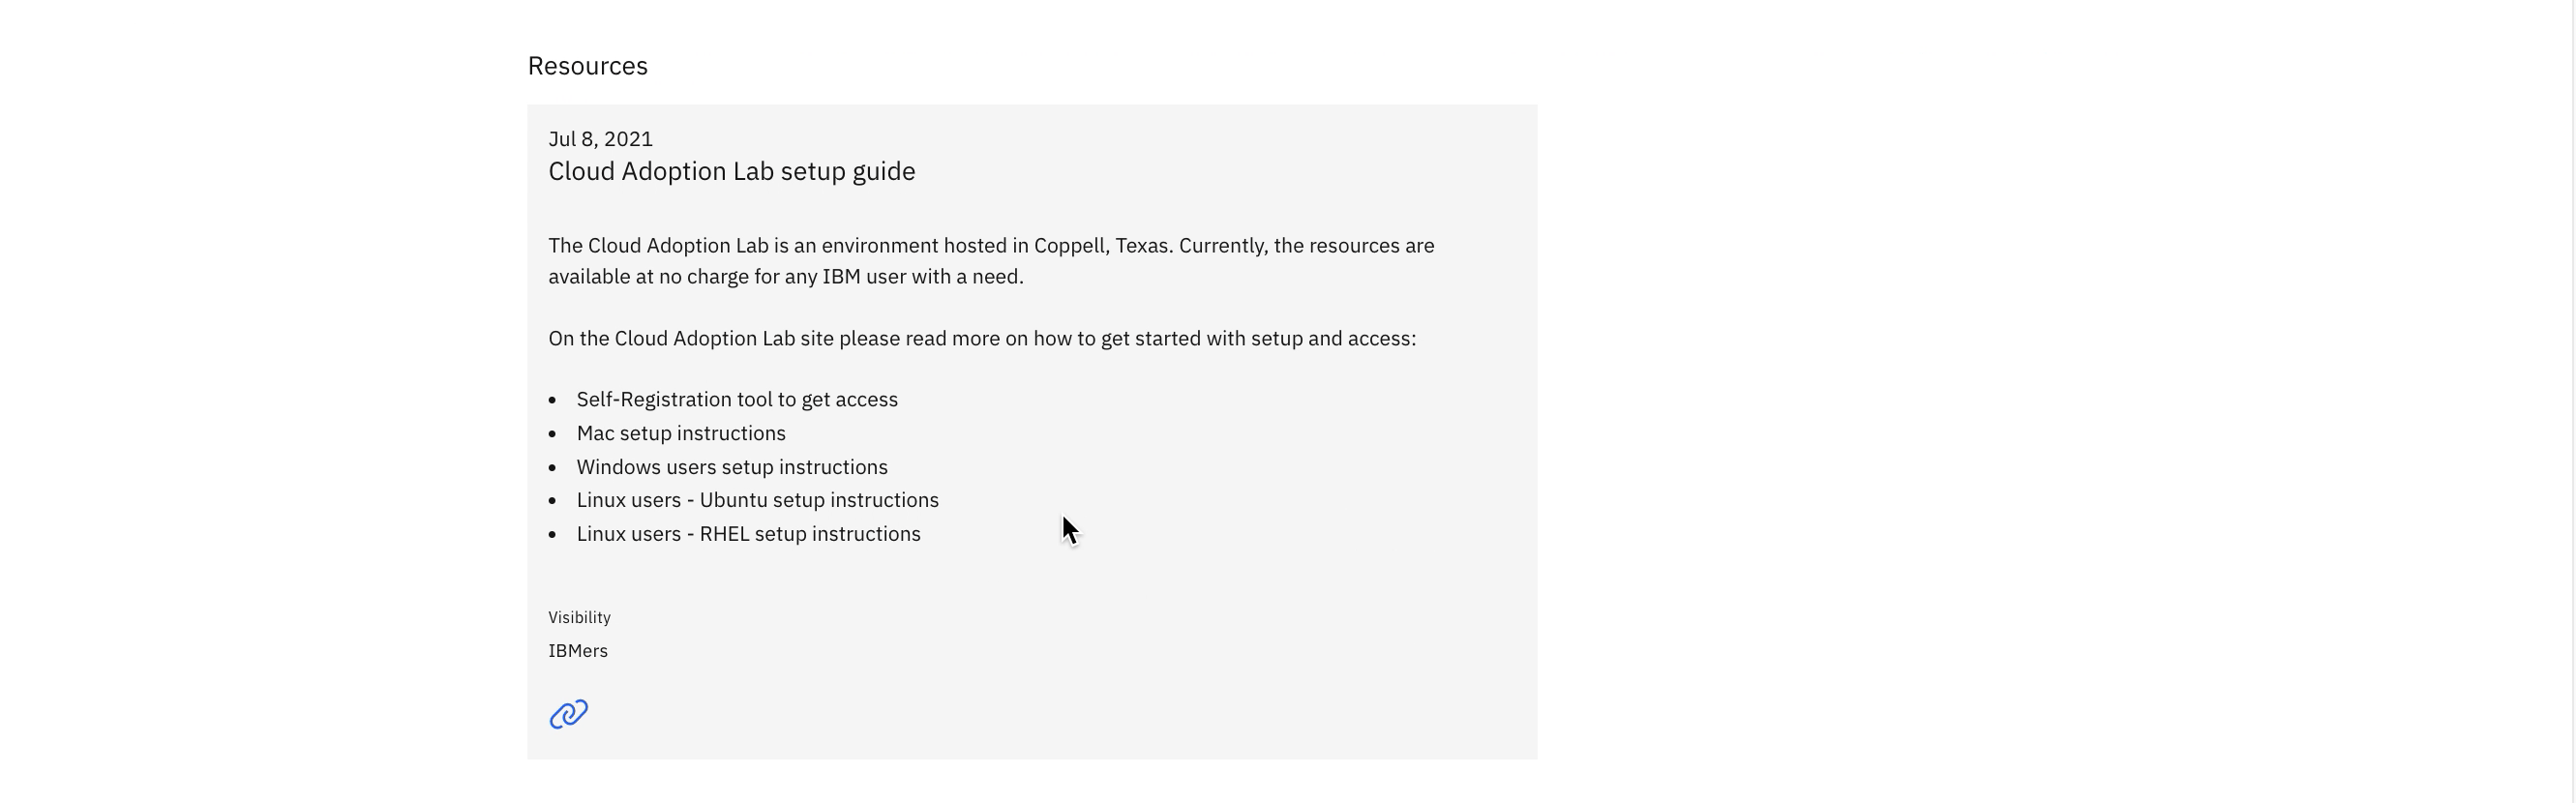 Resources
Jul 8, 2021
Cloud Adoption Lab setup guide
The Cloud Adoption Lab is an environment hosted in Coppell, Texas. Currently, the resources are
available at no charge for any IBM user with a need.
On the Cloud Adoption Lab site please read more on how to get started with setup and access:
• Self-Registration tool to get access
• Mac setup instructions
• Windows users setup instructions
• Linux users - Ubuntu setup instructions
• Linux users - RHEL setup instructions
Visibility
IBMers